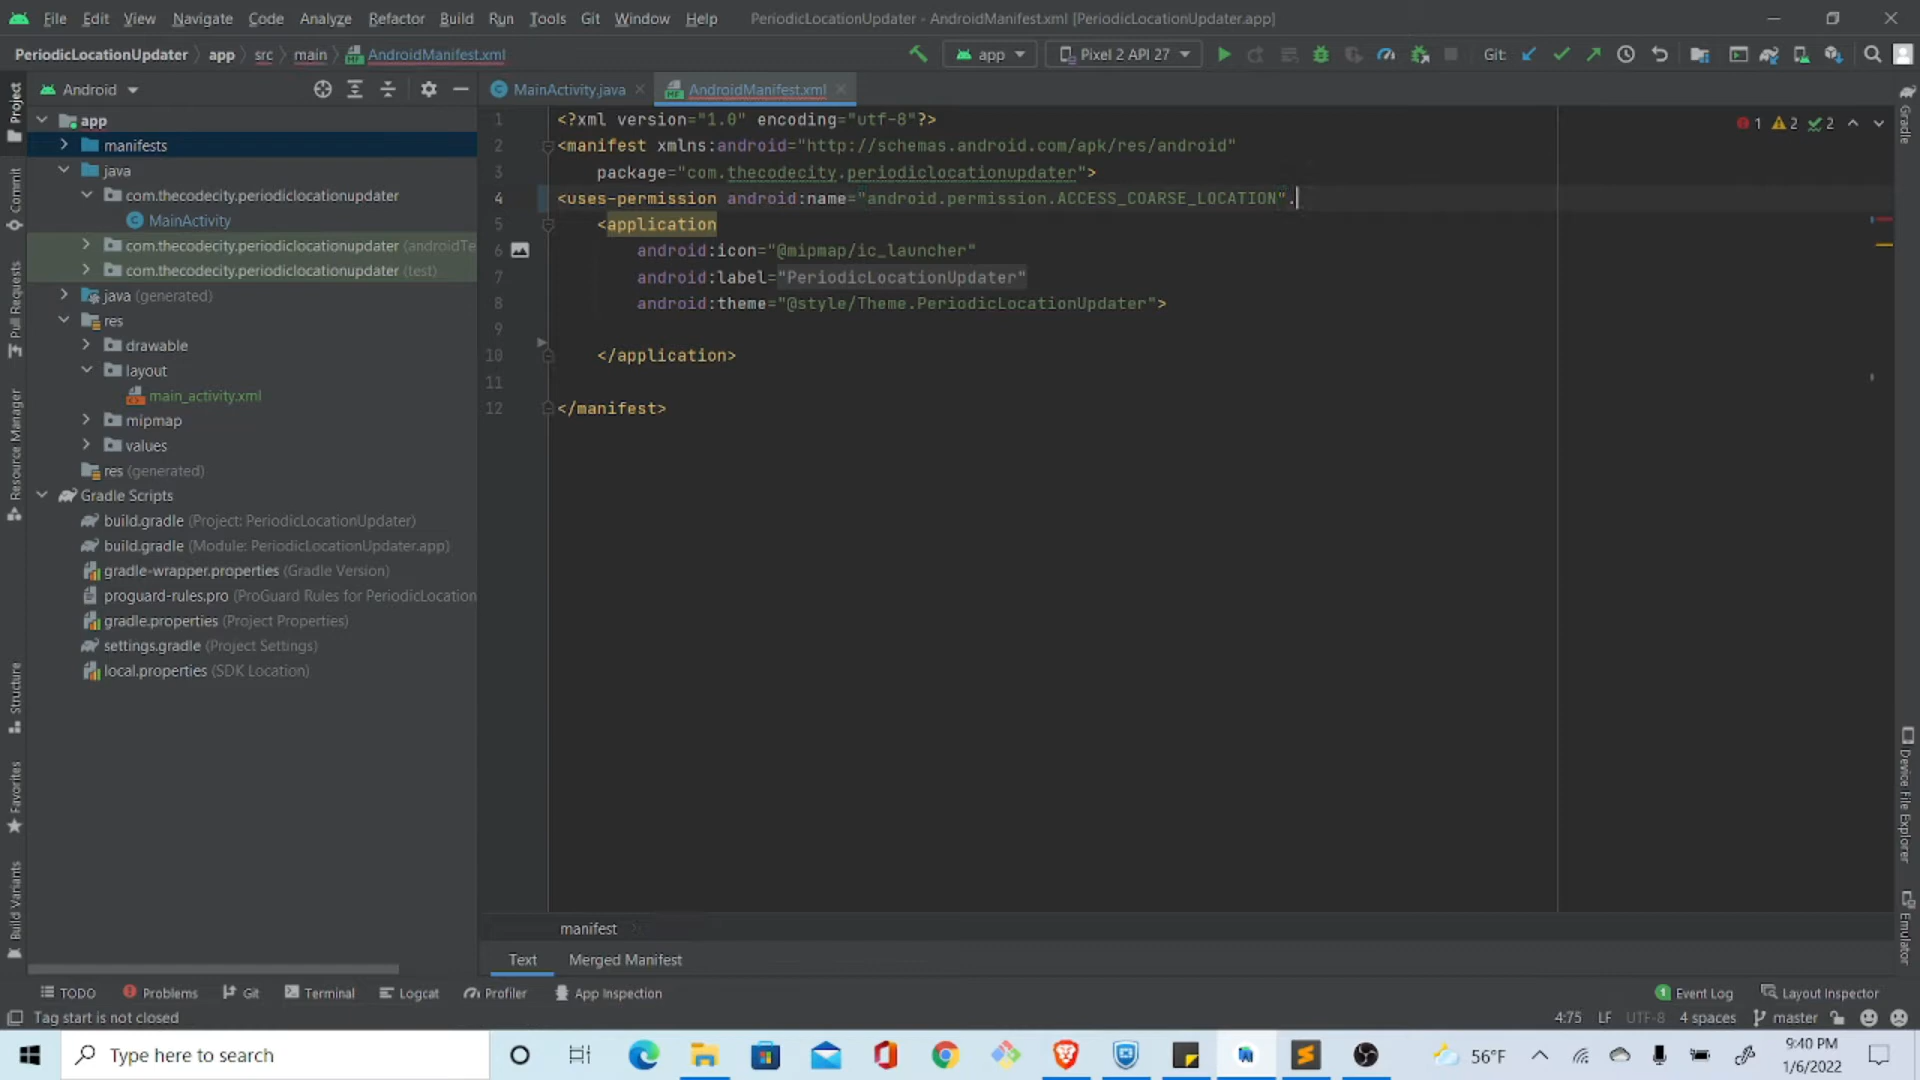 File Edit View Navigate Code Analyze Refactor Build Run Tools Git Window Help PeriodicLocationUpdater - AndroidManifest.xml [PeriodicLocationUpdater.app]
PeriodicLocationUpdater app src main AndroidManifest.xml app Pixel 2 API 27 Git:
Project
Commit
Pull Requests
Resource Manager
Structure
Favorites
Build Variants
Android
app
manifests
java
com.thecodecity.periodiclocationupdater
MainActivity
com.thecodecity.periodiclocationupdater (androidTe
com.thecodecity.periodiclocationupdater (test)
java (generated)
res
drawable
layout
main_activity.xml
mipmap
values
res (generated)
Gradle Scripts
build.gradle (Project: PeriodicLocationUpdater)
build.gradle (Module: PeriodicLocationUpdater.app)
gradle-wrapper.properties (Gradle Version)
proguard-rules.pro (ProGuard Rules for PeriodicLocation
gradle.properties (Project Properties)
settings.gradle (Project Settings)
local.properties (SDK Location)
MainActivity.java AndroidManifest.xml
1 2 2
1 <?xml version="1.0" encoding="utf-8"?>
2 <manifest xmlns:android="http://schemas.android.com/apk/res/android"
3 package="com.thecodecity.periodiclocationupdater">
4 <uses-permission android:name="android.permission.ACCESS_COARSE_LOCATION".
5 <application
6 android:icon="@mipmap/ic_launcher"
7 android:label="PeriodicLocationUpdater"
8 android:theme="@style/Theme.PeriodicLocationUpdater">
9
10 </application>
11
12 </manifest>
Gradle
Device File Explorer
Emulator
manifest
Text Merged Manifest
TODO Problems Git Terminal Logcat Profiler App Inspection 1 Event Log Layout Inspector
Tag start is not closed 4:75 LF UTF-8 4 spaces master
Type here to search 56°F 9:40 PM
1/6/2022